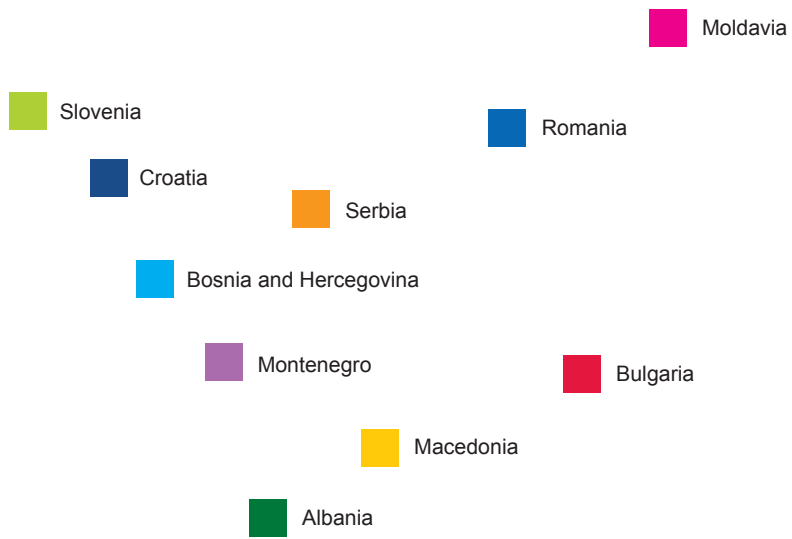 Moldavia
Slovenia
Romania
Croatia
Serbia
Bosnia and Hercegovina
Montenegro
Bulgaria
Macedonia
Albania